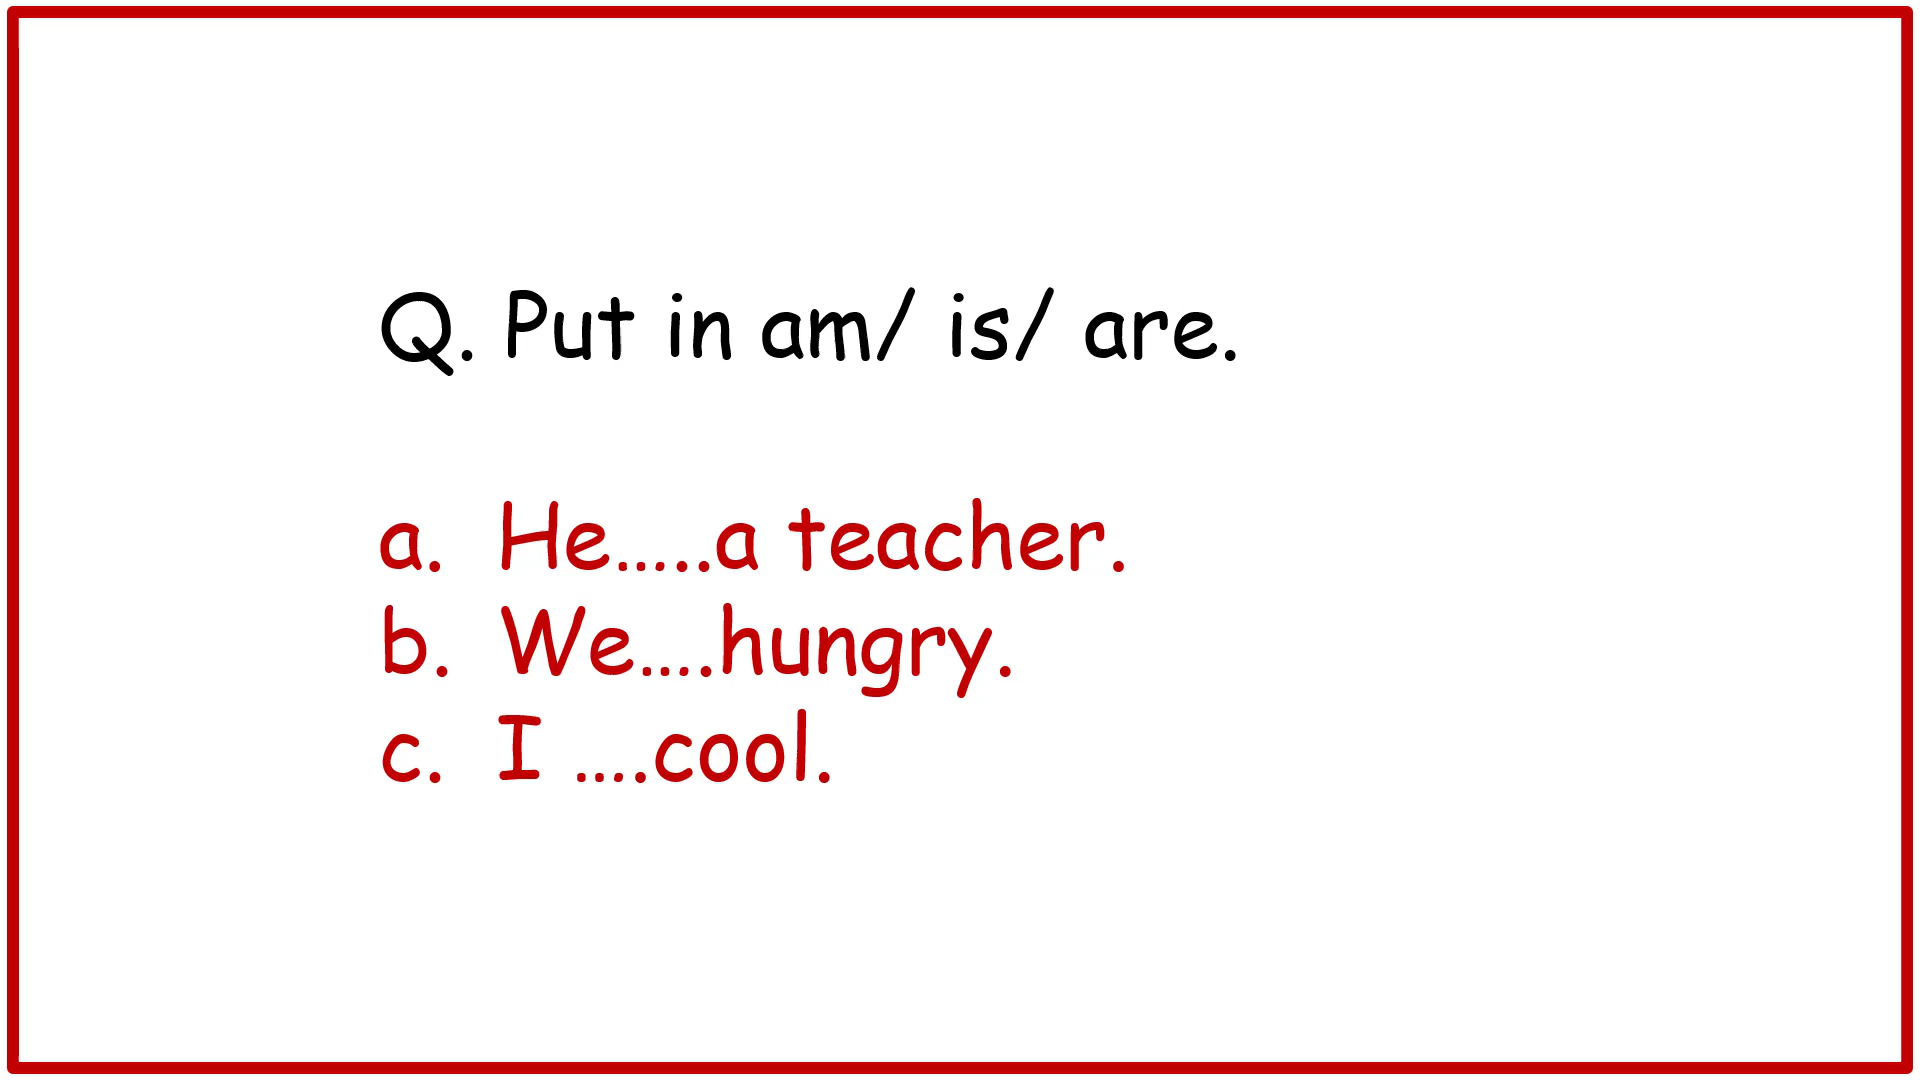 Q. Put in am/ is/ are.
a. He.....a teacher.
b. We....hungry.
c. I ....cool.